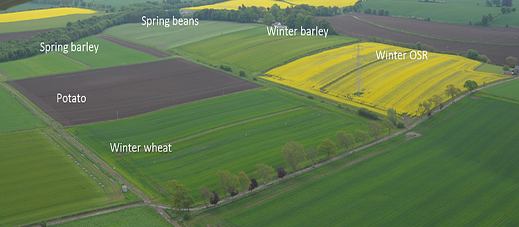 Spring beans
Winter barley
Spring barley
Winter OSR
Potato
Winter wheat